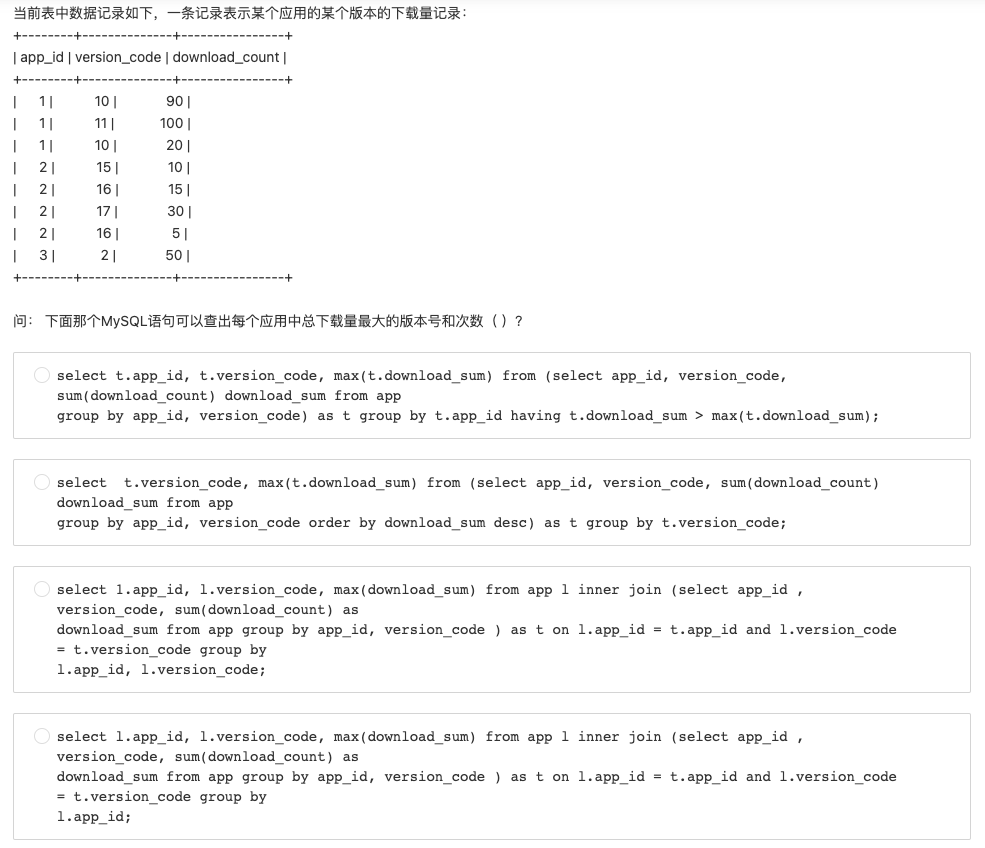 当前表中数据记录如下，一条记录表示某个应用的某个版本的下载量记录：
+--------+--------------+----------------+
| app_id | version_code | download_count |
+--------+--------------+----------------+
| 1 | 10 | 90 |
| 1 | 11 | 100 |
| 1 | 10 | 20 |
| 2 | 15 | 10 |
| 2 | 16 | 15 |
| 2 | 17 | 30 |
| 2 | 16 | 5 |
| 3 | 2 | 50 |
+--------+--------------+----------------+
问： 下面那个MySQL语句可以查出每个应用中总下载量最大的版本号和次数（ ）?
select t.app_id, t.version_code, max(t.download_sum) from (select app_id, version_code,
sum(download_count) download_sum from app
group by app_id, version_code) as t group by t.app_id having t.download_sum > max(t.download_sum);
select  t.version_code, max(t.download_sum) from (select app_id, version_code, sum(download_count)
download_sum from app
group by app_id, version_code order by download_sum desc) as t group by t.version_code;
select l.app_id, l.version_code, max(download_sum) from app l inner join (select app_id ,
version_code, sum(download_count) as
download_sum from app group by app_id, version_code ) as t on l.app_id = t.app_id and l.version_code
= t.version_code group by
l.app_id, l.version_code;
select l.app_id, l.version_code, max(download_sum) from app l inner join (select app_id ,
version_code, sum(download_count) as
download_sum from app group by app_id, version_code ) as t on l.app_id = t.app_id and l.version_code
= t.version_code group by
l.app_id;